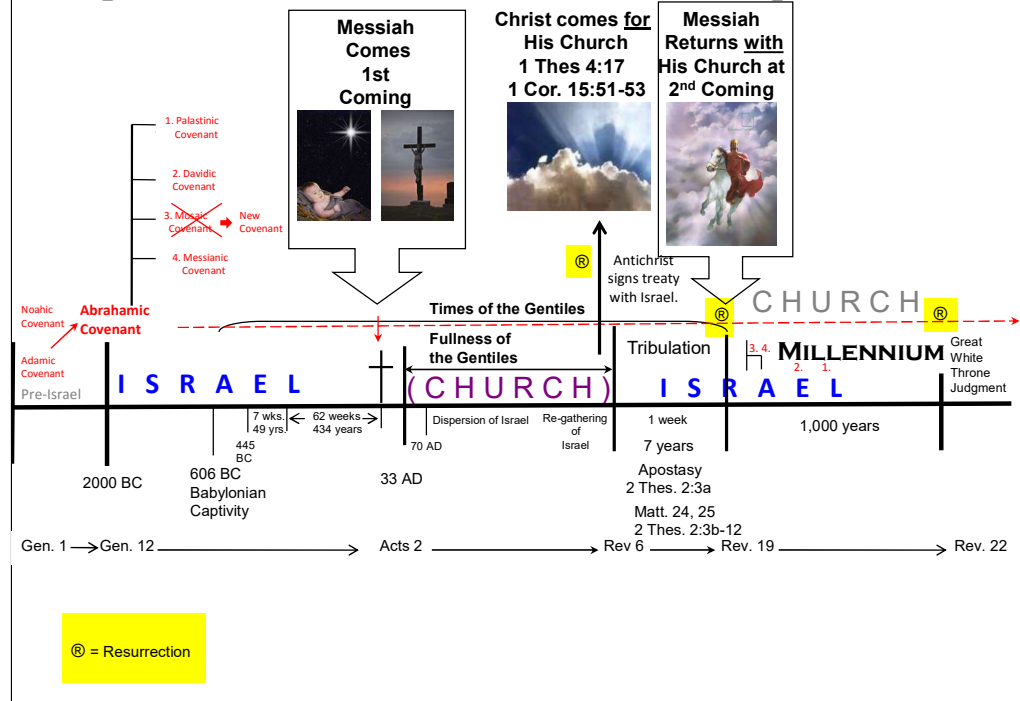 Messiah
Comes
1st
Coming
Christ comes for
His Church
1 Thes 4:17
1 Cor. 15:51-53
Messiah
Returns with
His Church at
2nd Coming
1. Palastinic
Covenant
2. Davidic
Covenant
3. Mosaic
Covenant
New
Covenant
4. Messianic
Covenant
Noahic
Covenant
Abrahamic
Covenant
Adamic
Covenant
®
Antichrist
signs treaty
with Israel.
Times of the Gentiles
®
CHURCH
®
Fullness of
the Gentiles
Tribulation
3. 4.
MILLENNIUM
2.
1.
Great
White
Throne
Judgment
Pre-Israel
ISRAEL
(CHURCH)
ISRAEL
7 wks.
49 yrs.
62 weeks
434 years
445
BC
70 AD
Dispersion of Israel
Re-gathering
of
Israel
1 week
7 years
1,000 years
2000 BC
606 BC
Babylonian
Captivity
33 AD
Apostasy
2 Thes. 2:3a
Matt. 24, 25
2 Thes. 2:3b-12
Gen. 1
Gen. 12
Acts 2
Rev 6
Rev. 19
Rev. 22
® = Resurrection